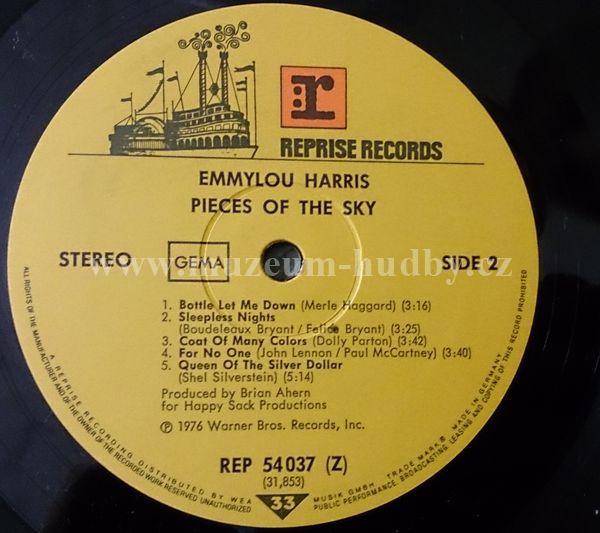 r
REPRISE RECORDS
EMMYLOU HARRIS
PIECES OF THE SKY
STEREO GEMA SIDE 2
www.muzeum-hudby.cz
1. Bottle Let Me Down (Merle Haggard) (3:16)
2. Sleepless Nights
(Boudeleaux Bryant / Felice Bryant) (3:25)
3. Coat Of Many Colors (Dolly Parton) (3:42)
4. For No One (John Lennon / Paul McCartney) (3:40)
5. Queen Of The Silver Dollar
(Shel Silverstein) (5:14)
Produced by Brian Ahern
for Happy Sack Productions
℗ 1976 Warner Bros. Records, Inc.
REP 54 037 (Z)
(31,853)
33
ALL RIGHTS OF THE MANUFACTURER AND OF THE OWNER OF THE RECORDED WORK RESERVED UNAUTHORIZED PUBLIC PERFORMANCE, BROADCASTING, LEASING AND COPYING OF THIS RECORD PROHIBITED
A REPRISE RECORDING DISTRIBUTED BY WEA MUSIK GMBH. TRADE MARK® MADE IN GERMANY